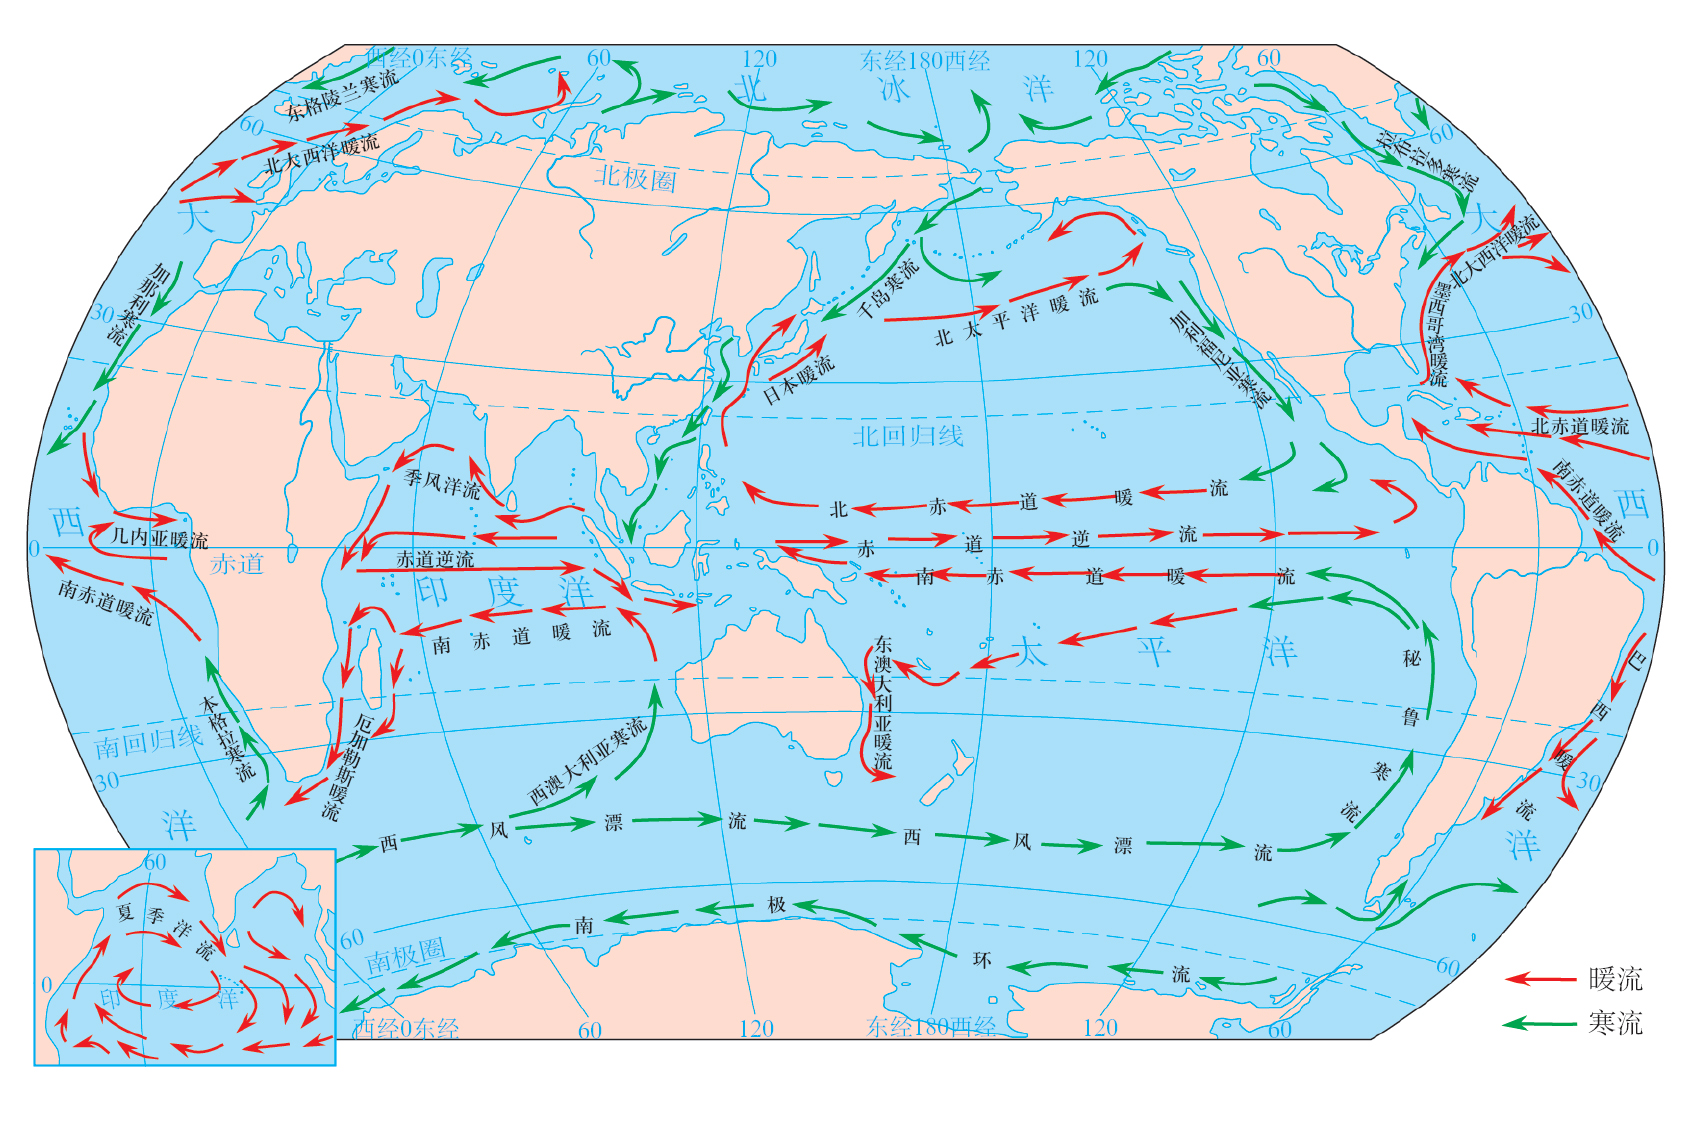 西经0东经
60
120
东经180西经
120
60
北 冰 洋
东格陵兰寒流
60
北大西洋暖流
大
北极圈
拉布拉多寒流
60
大
北大西洋暖流
加那利寒流
30
千岛寒流
北太平洋暖流
加利福尼亚寒流
墨西哥湾暖流
30
日本暖流
北回归线
北赤道暖流
季风洋流
北赤道暖流
南赤道暖流
西
西
几内亚暖流
0
赤道
赤道逆流
赤道逆流
0
印度洋
南赤道暖流
南赤道暖流
南赤道暖流
太平洋
东澳大利亚暖流
秘鲁寒流
巴西暖流
本格拉寒流
南回归线
30
厄加勒斯暖流
西澳大利亚寒流
30
洋
西风漂流
西风漂流
洋
60
夏季洋流
0
印度洋
南极环流
60
南极圈
60
西经0东经
60
120
东经180西经
120
60
暖流
寒流